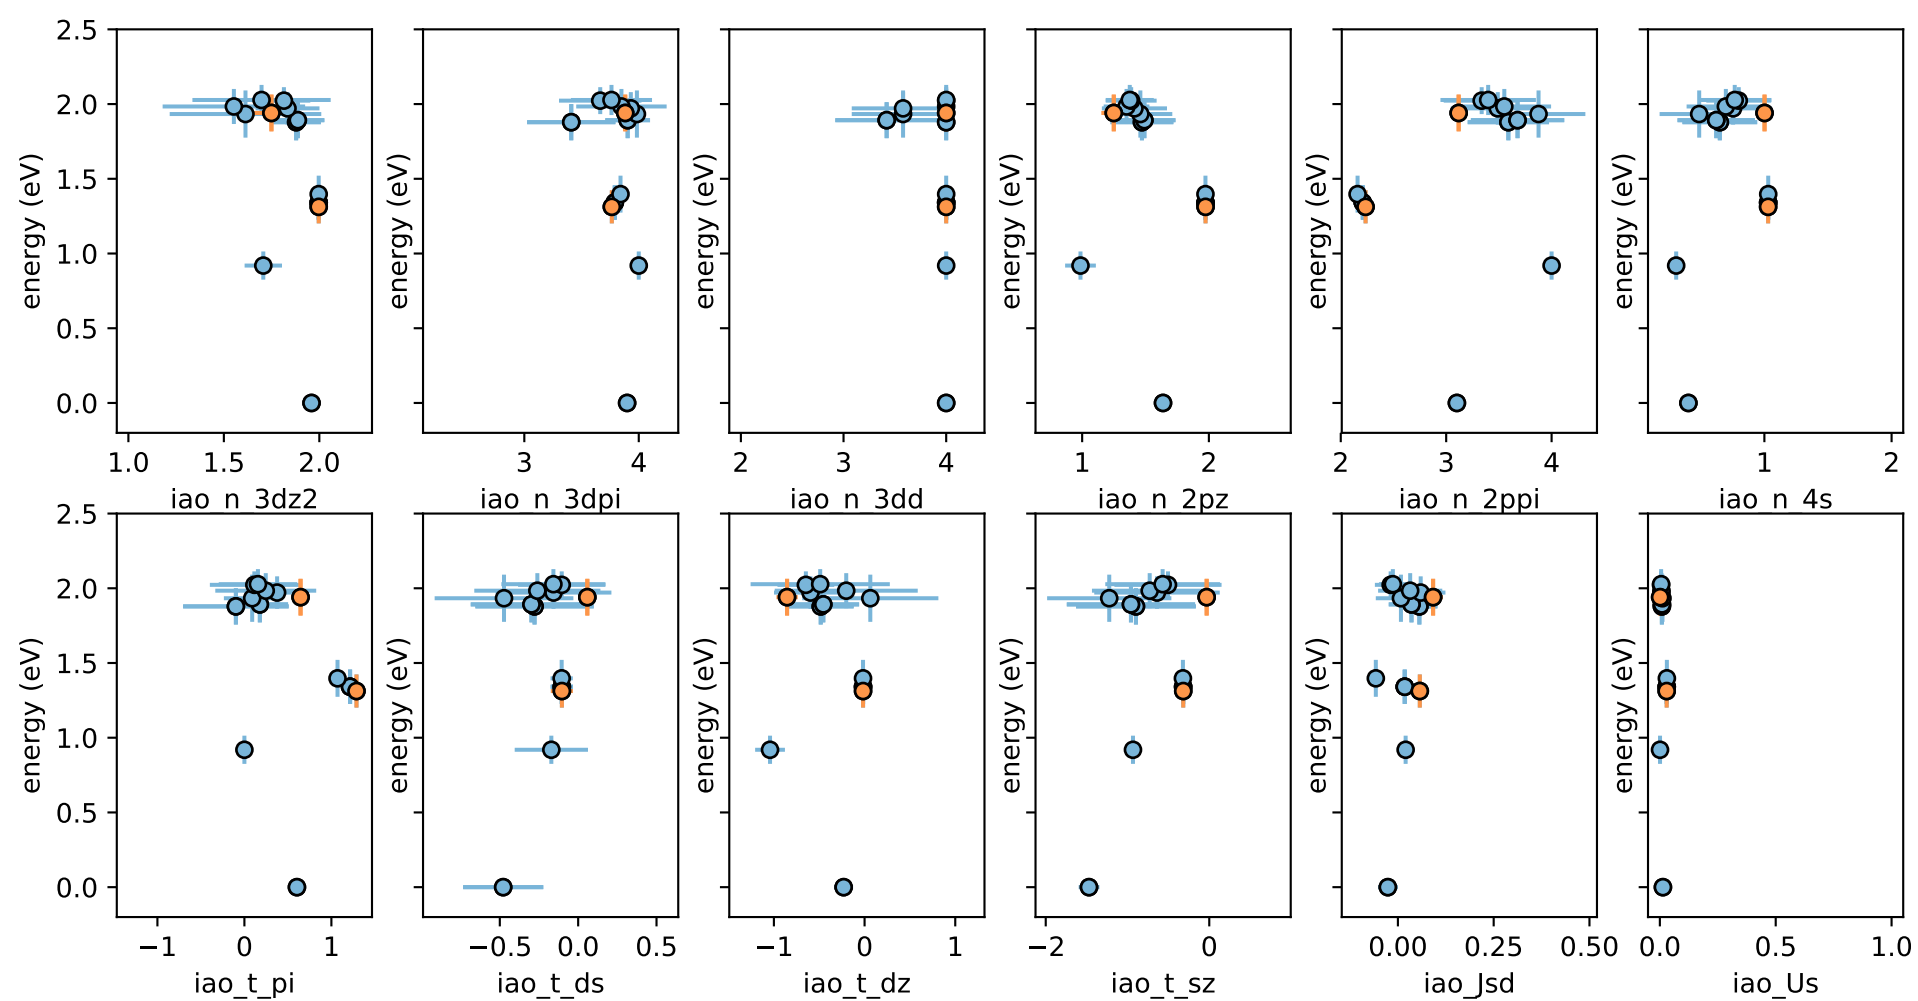 2.5
2.0
1.5
1.0
0.5
0.0
energy (eV)
energy (eV)
energy (eV)
energy (eV)
energy (eV)
energy (eV)
1.0 1.5 2.0
3 4
2 3 4
1 2
2 3 4
1 2
iao_n_3dz2
iao_n_3dpi
iao_n_3dd
iao_n_2pz
iao_n_2ppi
iao_n_4s
2.5
2.0
1.5
1.0
0.5
0.0
energy (eV)
energy (eV)
energy (eV)
energy (eV)
energy (eV)
energy (eV)
−1 0 1
−0.5 0.0 0.5
−1 0 1
−2 0
0.00 0.25 0.50
0.0 0.5 1.0
iao_t_pi
iao_t_ds
iao_t_dz
iao_t_sz
iao_Jsd
iao_Us